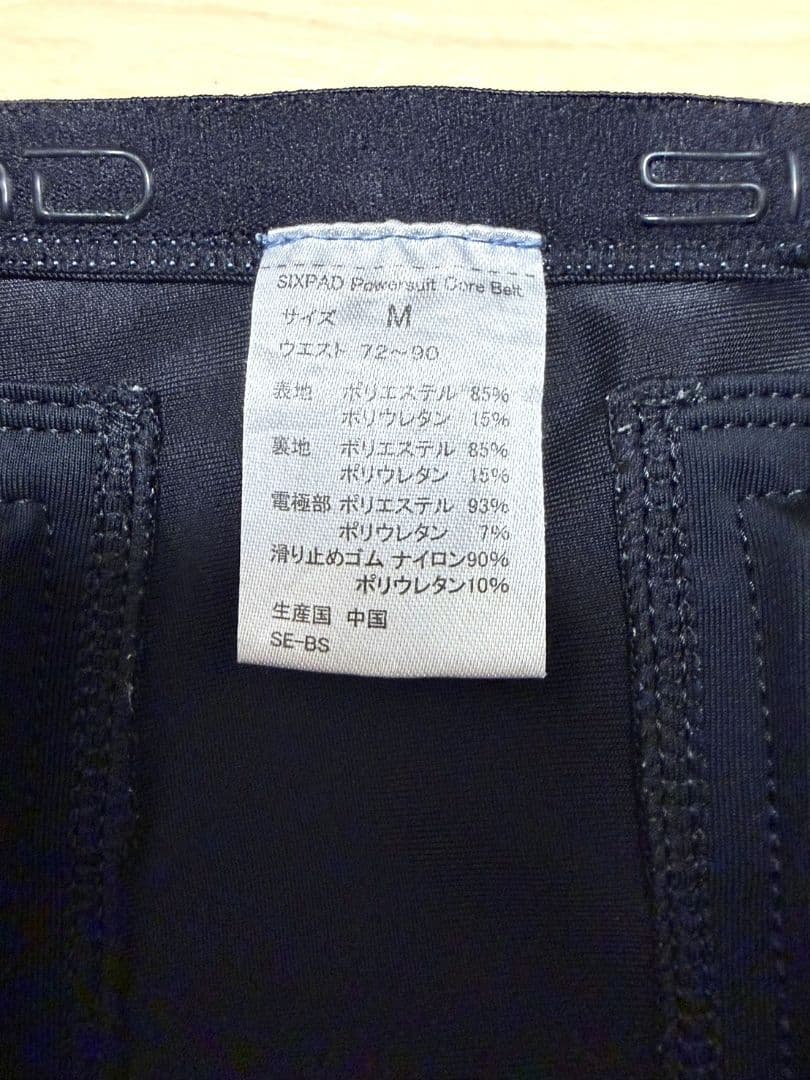 SIXPAD Powersuit Core Belt
サイズ M
ウエスト 72～90
表地 ポリエステル 85%
ポリウレタン 15%
裏地 ポリエステル 85%
ポリウレタン 15%
電極部 ポリエステル 93%
ポリウレタン 7%
滑り止めゴム ナイロン90%
ポリウレタン10%
生産国 中国
SE-BS